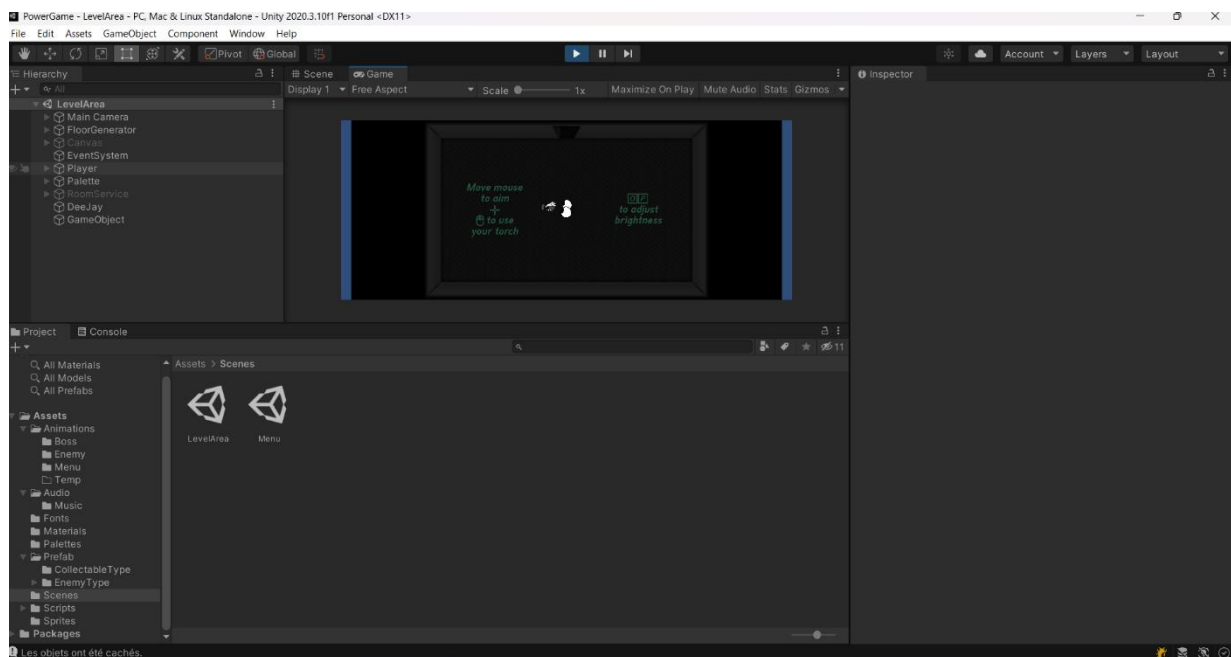 PowerGame - LevelArea - PC, Mac & Linux Standalone - Unity 2020.3.10f1 Personal <DX11>
File Edit Assets GameObject Component Window Help
Pivot Global
Account Layers Layout
Hierarchy
All
LevelArea
Main Camera
FloorGenerator
Canvas
EventSystem
Player
Palette
RoomService
DeeJay
GameObject
Scene Game
Display 1 Free Aspect Scale 1x Maximize On Play Mute Audio Stats Gizmos
Move mouse
to aim
to use
your torch
O P
to adjust
brightness
Inspector
Project Console
11
All Materials
All Models
All Prefabs
Assets
Animations
Boss
Enemy
Menu
Temp
Audio
Music
Fonts
Materials
Palettes
Prefab
CollectableType
EnemyType
Scenes
Scripts
Sprites
Packages
Assets > Scenes
LevelArea Menu
Les objets ont été cachés.